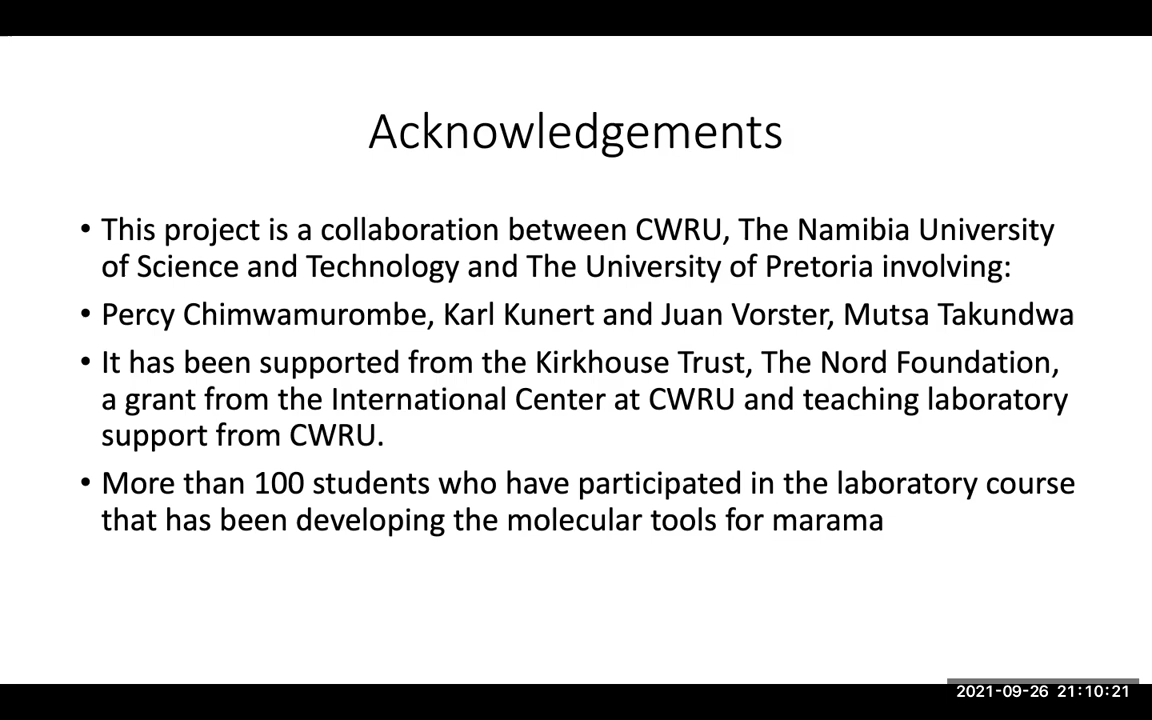 Acknowledgements
• This project is a collaboration between CWRU, The Namibia University
of Science and Technology and The University of Pretoria involving:
• Percy Chimwamurombe, Karl Kunert and Juan Vorster, Mutsa Takundwa
• It has been supported from the Kirkhouse Trust, The Nord Foundation,
a grant from the International Center at CWRU and teaching laboratory
support from CWRU.
• More than 100 students who have participated in the laboratory course
that has been developing the molecular tools for marama
2021-09-26 21:10:21